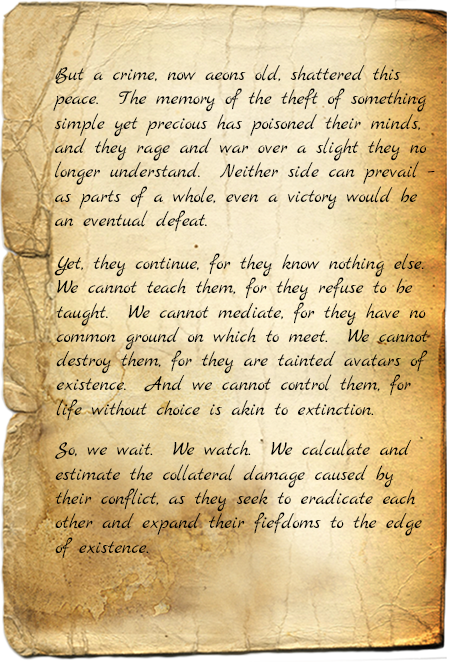 But a crime, now aeons old, shattered this
peace.  The memory of the theft of something
simple yet precious has poisoned their minds,
and they rage and war over a slight they no
longer understand.  Neither side can prevail -
as parts of a whole, even a victory would be
an eventual defeat.
Yet, they continue, for they know nothing else.
We cannot teach them, for they refuse to be
taught.  We cannot mediate, for they have no
common ground on which to meet.  We cannot
destroy them, for they are tainted avatars of
existence.  And we cannot control them, for
life without choice is akin to extinction.
So, we wait.  We watch.  We calculate and
estimate the collateral damage caused by
their conflict, as they seek to eradicate each
other and expand their fiefdoms to the edge
of existence.